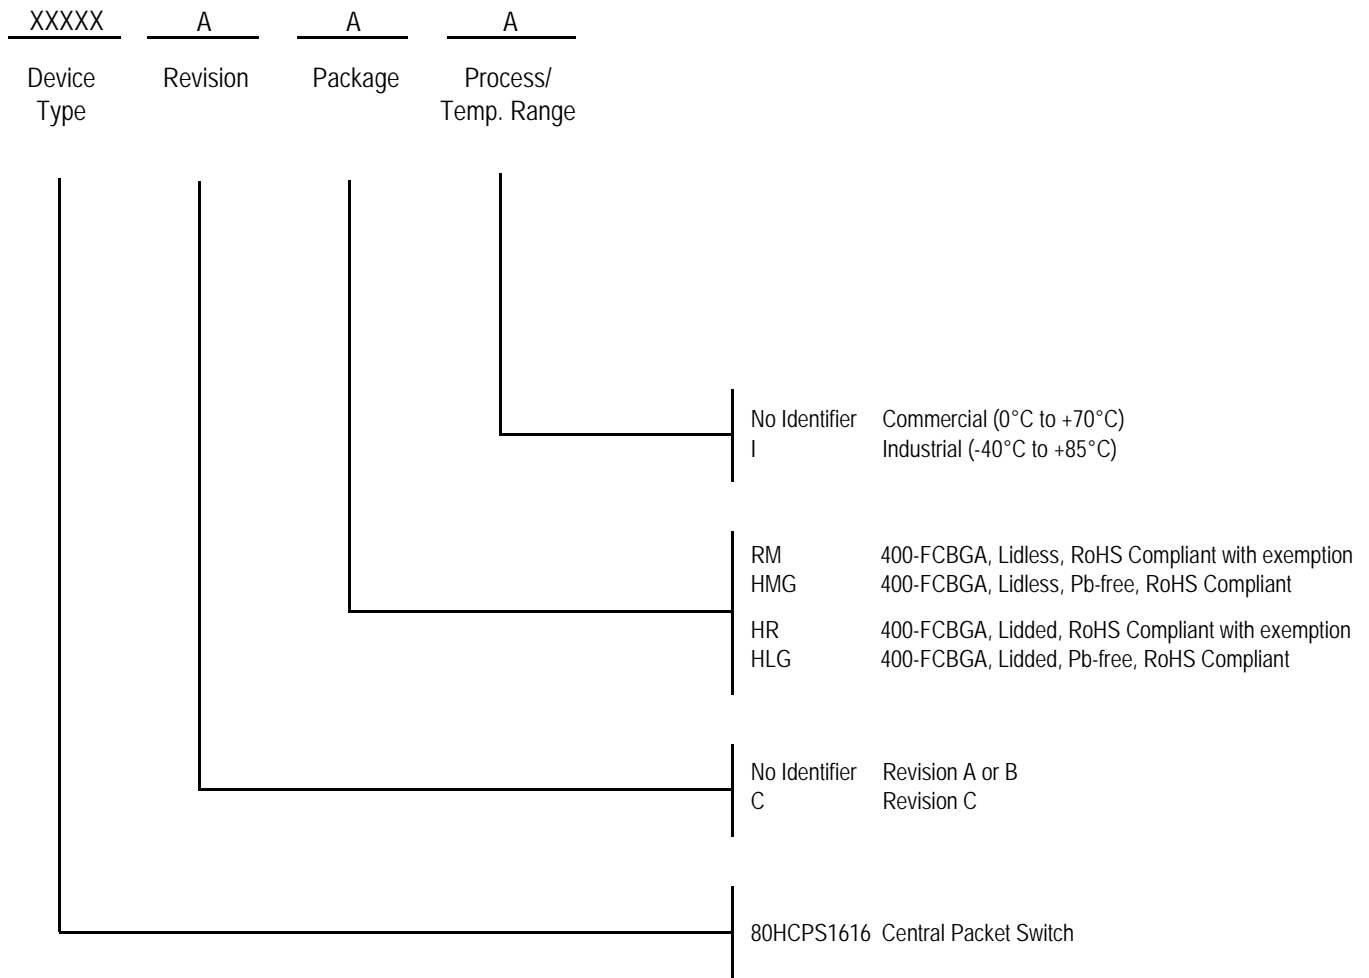 XXXXX A A A
Device Type Revision Package Process/ Temp. Range
No Identifier Commercial (0°C to +70°C)
I Industrial (-40°C to +85°C)
RM 400-FCBGA, Lidless, RoHS Compliant with exemption
HMG 400-FCBGA, Lidless, Pb-free, RoHS Compliant
HR 400-FCBGA, Lidded, RoHS Compliant with exemption
HLG 400-FCBGA, Lidded, Pb-free, RoHS Compliant
No Identifier Revision A or B
C Revision C
80HCPS1616 Central Packet Switch